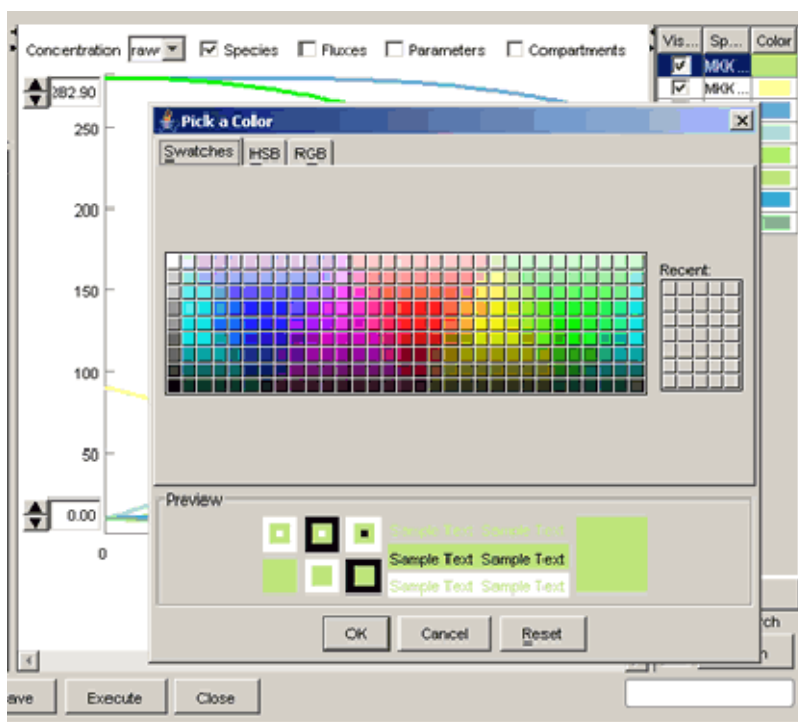 Concentration raw Species Fluxes Parameters Compartments
Vis... Sp... Color
MKK...
MKK...
282.90
Pick a Color
Swatches HSB RGB
250
200
150
100
50
0.00
0
Recent:
Preview
Sample Text Sample Text
Sample Text Sample Text
Sample Text Sample Text
OK Cancel Reset
ave Execute Close